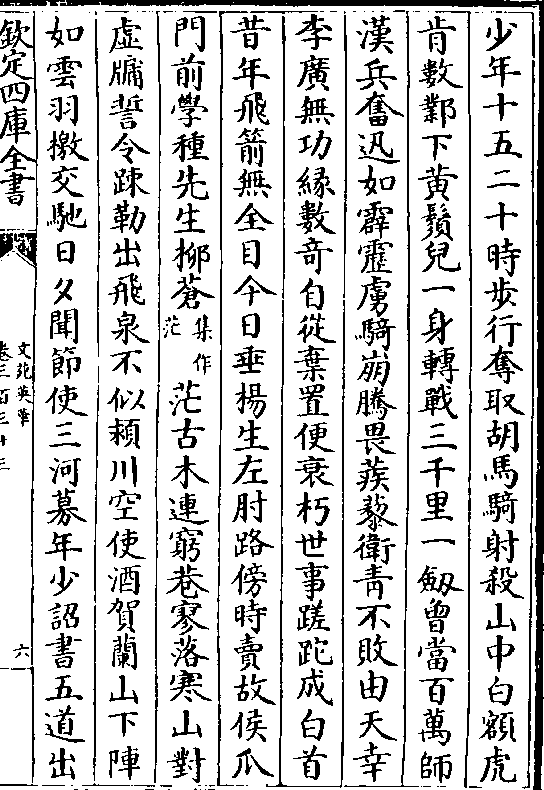 少年十五二十時步行奪取胡馬騎射殺山中白額虎
肯數鄴下黄鬚兒一身轉戰三千里一劔曾當百萬師
漢兵奮迅如霹靂虜騎崩騰畏蒺藜衛青不敗由天幸
李廣無功縁數竒自從棄置便衰朽世事蹉跎成白首
昔年飛箭無全目今日垂楊生左肘路傍時賣故侯瓜
門前學種先生栁蒼集作茫茫古木連窮巷寥落寒山對
虚牖誓令踈勒出飛泉不似頴川空使酒賀蘭山下陣
如雲羽檄交馳日夕聞節使三河募年少詔書五道出
欽定四庫全書
文苑英華
卷三百三十三
六